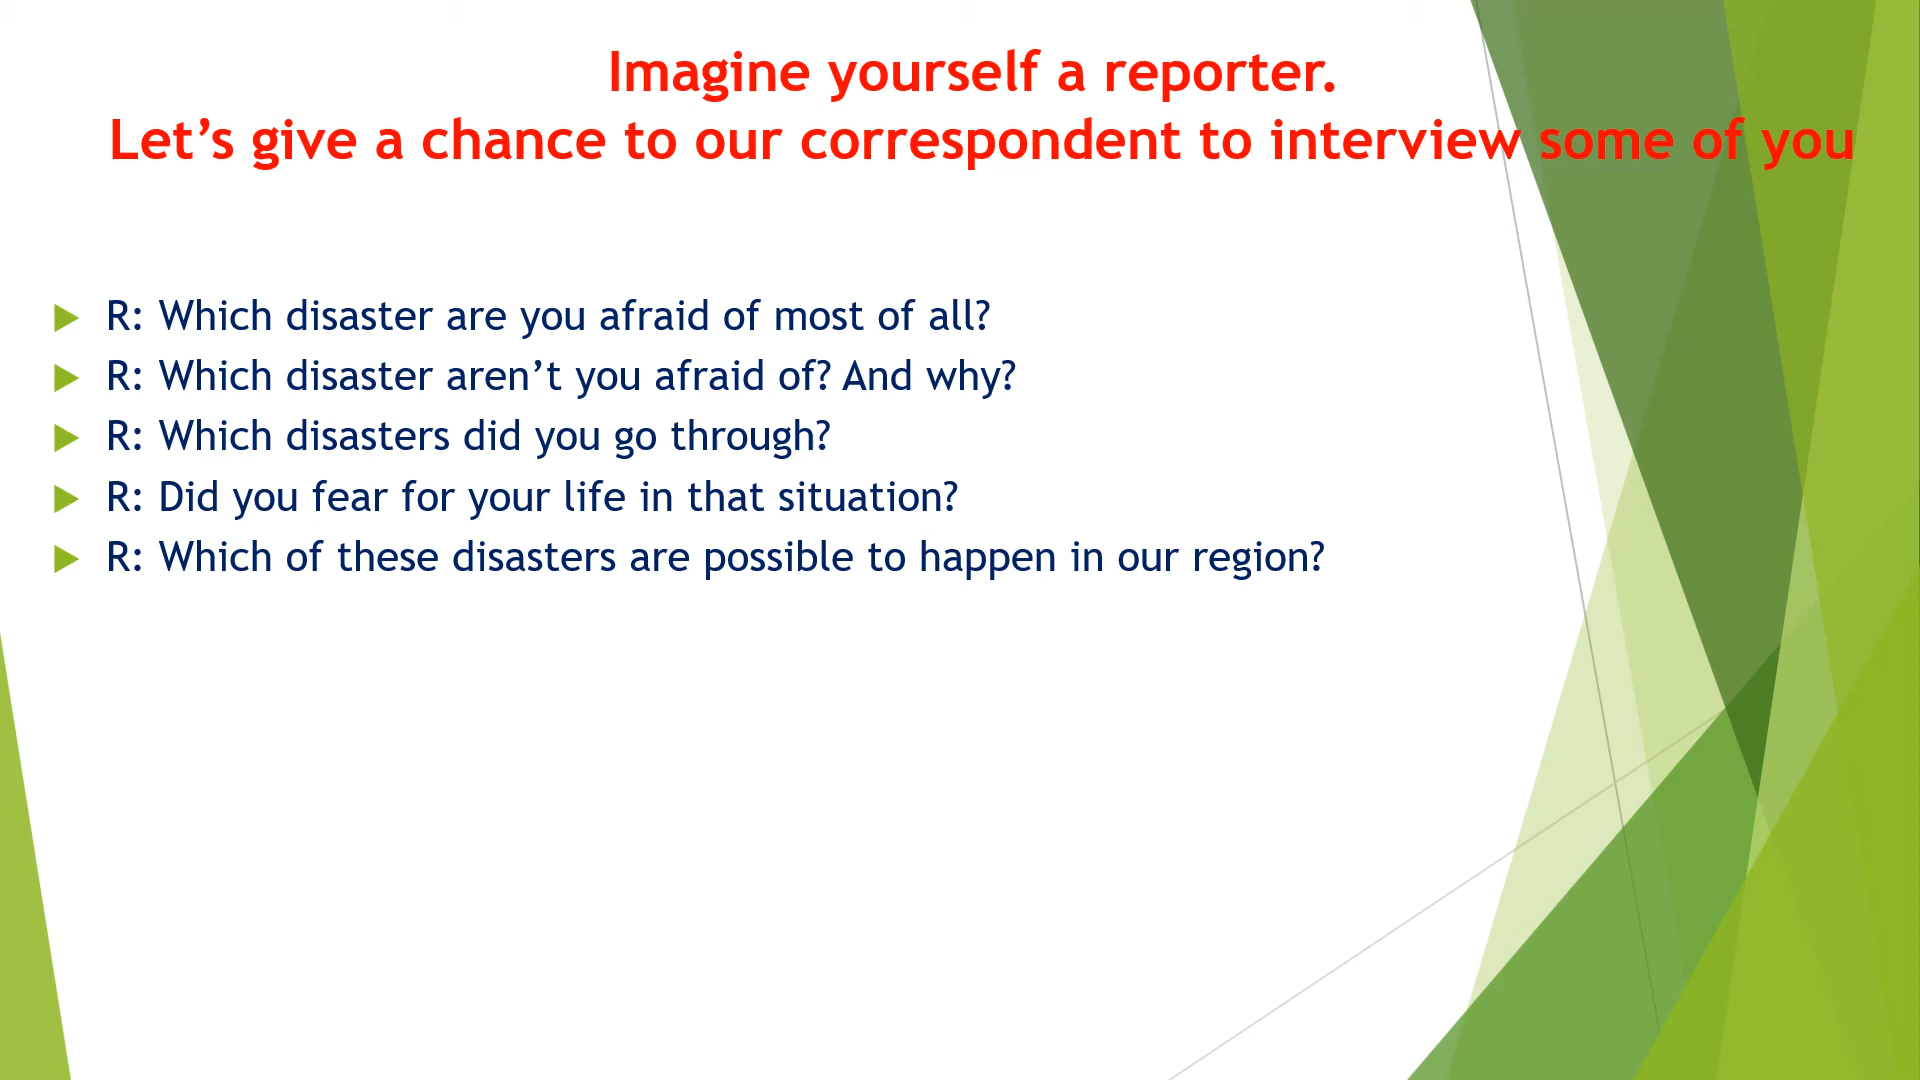 Imagine yourself a reporter.
Let’s give a chance to our correspondent to interview some of you
R: Which disaster are you afraid of most of all?
R: Which disaster aren’t you afraid of? And why?
R: Which disasters did you go through?
R: Did you fear for your life in that situation?
R: Which of these disasters are possible to happen in our region?